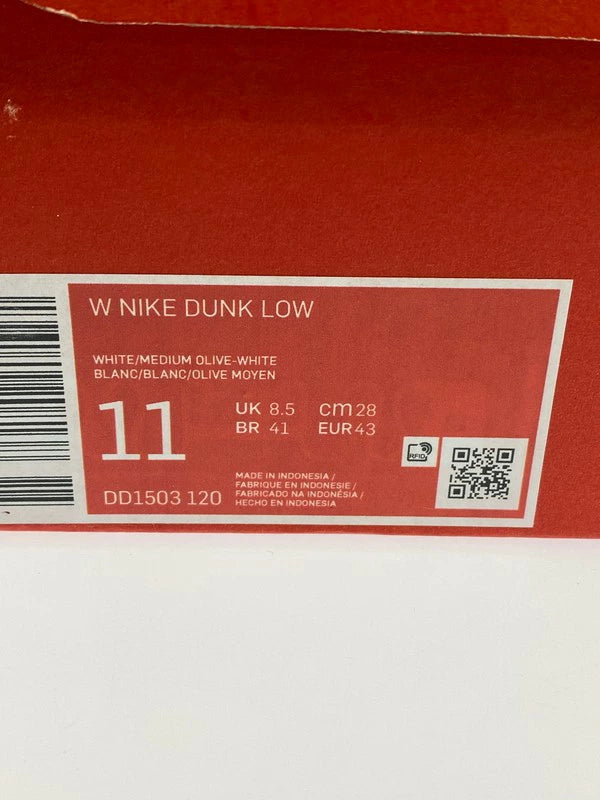 W NIKE DUNK LOW
WHITE/MEDIUM OLIVE-WHITE
BLANC/BLANC/OLIVE MOYEN
11
UK 8.5 cm 28
BR 41 EUR 43
RFID
DD1503 120
MADE IN INDONESIA /
FABRIQUE EN INDONESIE /
FABRICADO NA INDONÉSIA /
HECHO EN INDONESIA